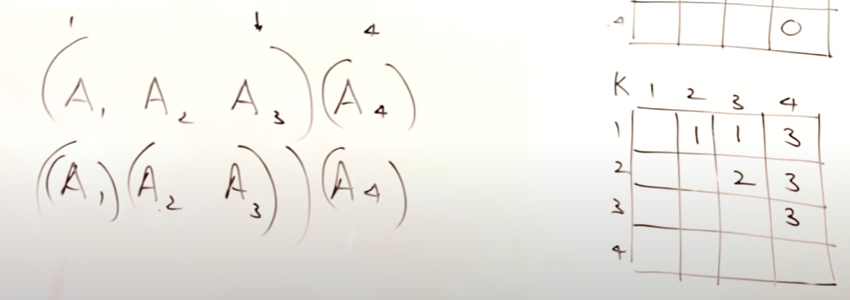 1 ↓ 4
(A₁ A₂ A₃)(A₄)
((A₁)(A₂ A₃))(A₄)
4 0
K 1 2 3 4
1 1 1 3
2 2 3
3 3
4